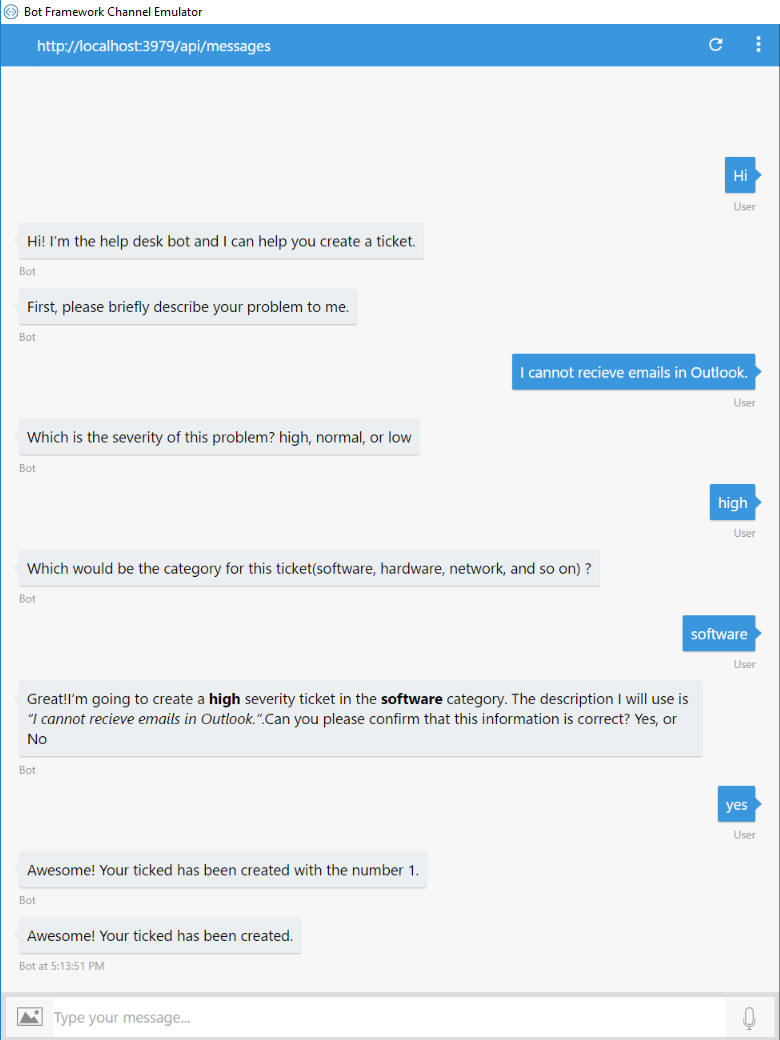 Bot Framework Channel Emulator
http://localhost:3979/api/messages
Hi
User
Hi! I'm the help desk bot and I can help you create a ticket.
Bot
First, please briefly describe your problem to me.
Bot
I cannot recieve emails in Outlook.
User
Which is the severity of this problem? high, normal, or low
Bot
high
User
Which would be the category for this ticket(software, hardware, network, and so on) ?
Bot
software
User
Great!I'm going to create a high severity ticket in the software category. The description I will use is
“I cannot recieve emails in Outlook.”.Can you please confirm that this information is correct? Yes, or
No
Bot
yes
User
Awesome! Your ticked has been created with the number 1.
Bot
Awesome! Your ticked has been created.
Bot at 5:13:51 PM
Type your message...